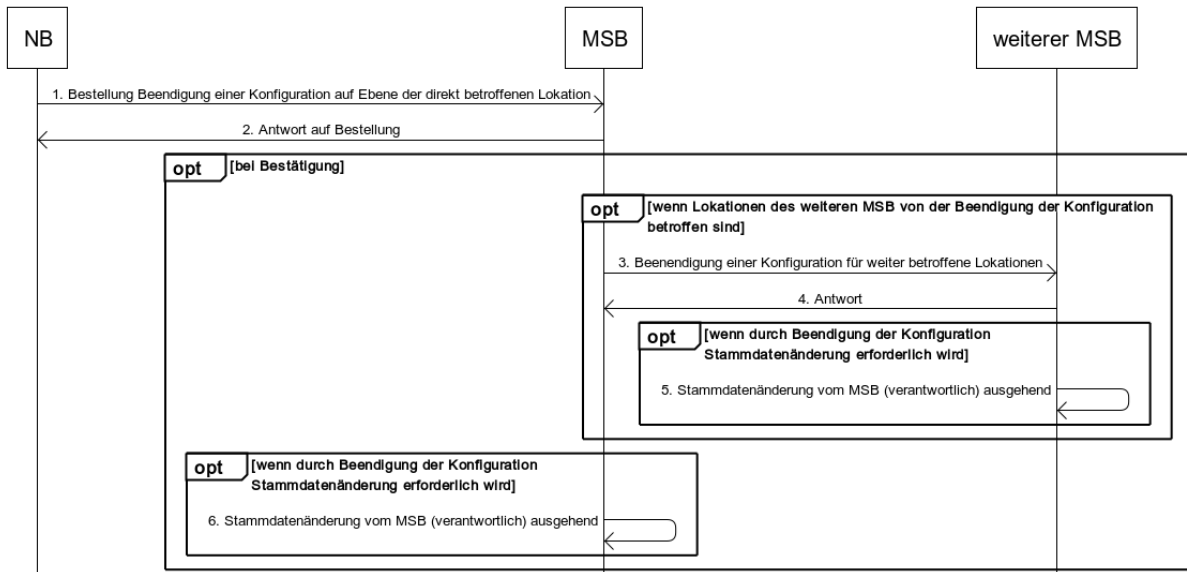 NB
MSB
weiterer MSB
1. Bestellung Beendigung einer Konfiguration auf Ebene der direkt betroffenen Lokation
2. Antwort auf Bestellung
opt [bei Bestätigung]
opt [wenn Lokationen des weiteren MSB von der Beendigung der Konfiguration
betroffen sind]
3. Beenendigung einer Konfiguration für weiter betroffene Lokationen
4. Antwort
opt [wenn durch Beendigung der Konfiguration
Stammdatenänderung erforderlich wird]
5. Stammdatenänderung vom MSB (verantwortlich) ausgehend
opt [wenn durch Beendigung der Konfiguration
Stammdatenänderung erforderlich wird]
6. Stammdatenänderung vom MSB (verantwortlich) ausgehend